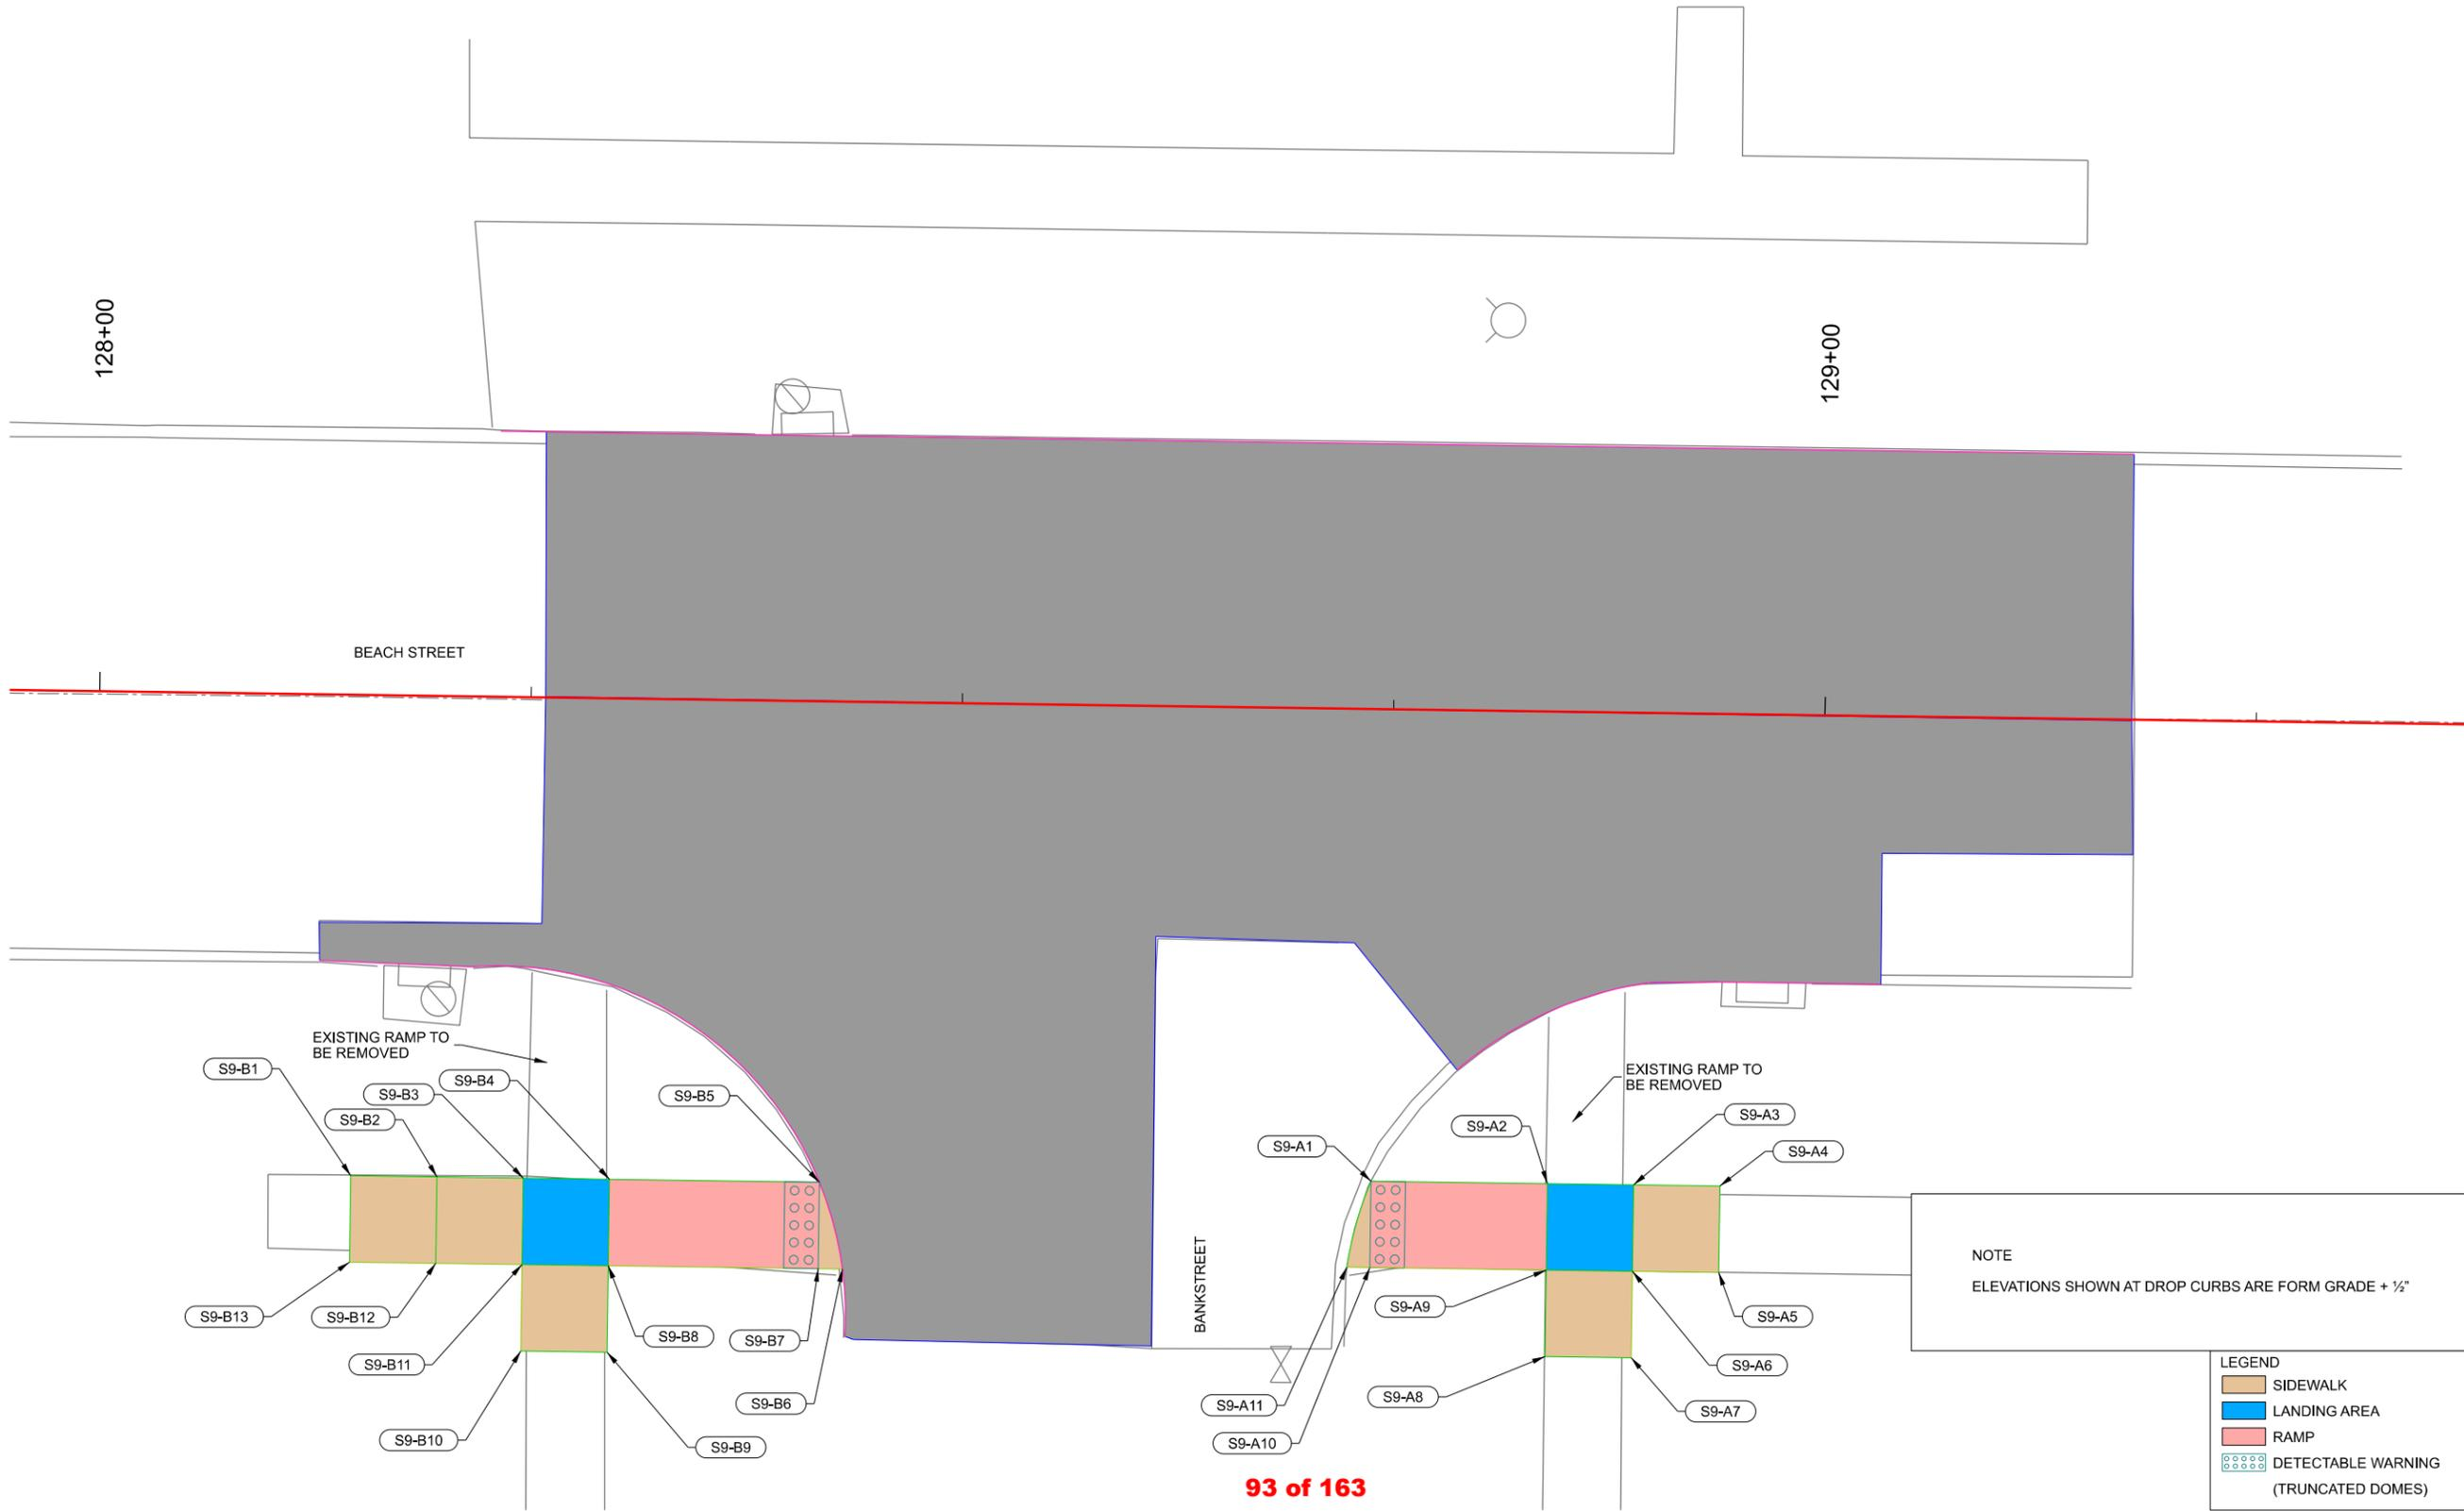 128+00
129+00
BEACH STREET
EXISTING RAMP TO
BE REMOVED
S9-B1
S9-B4
S9-B3
S9-B2
S9-B5
EXISTING RAMP TO
BE REMOVED
S9-A3
S9-A2
S9-A1
S9-A4
BANKSTREET
S9-B13
S9-B12
S9-B11
S9-B8
S9-B7
S9-B6
S9-B10
S9-B9
S9-A9
S9-A5
S9-A6
S9-A8
S9-A11
S9-A7
S9-A10
NOTE
ELEVATIONS SHOWN AT DROP CURBS ARE FORM GRADE + ½"
LEGEND
SIDEWALK
LANDING AREA
RAMP
DETECTABLE WARNING
(TRUNCATED DOMES)
93 of 163